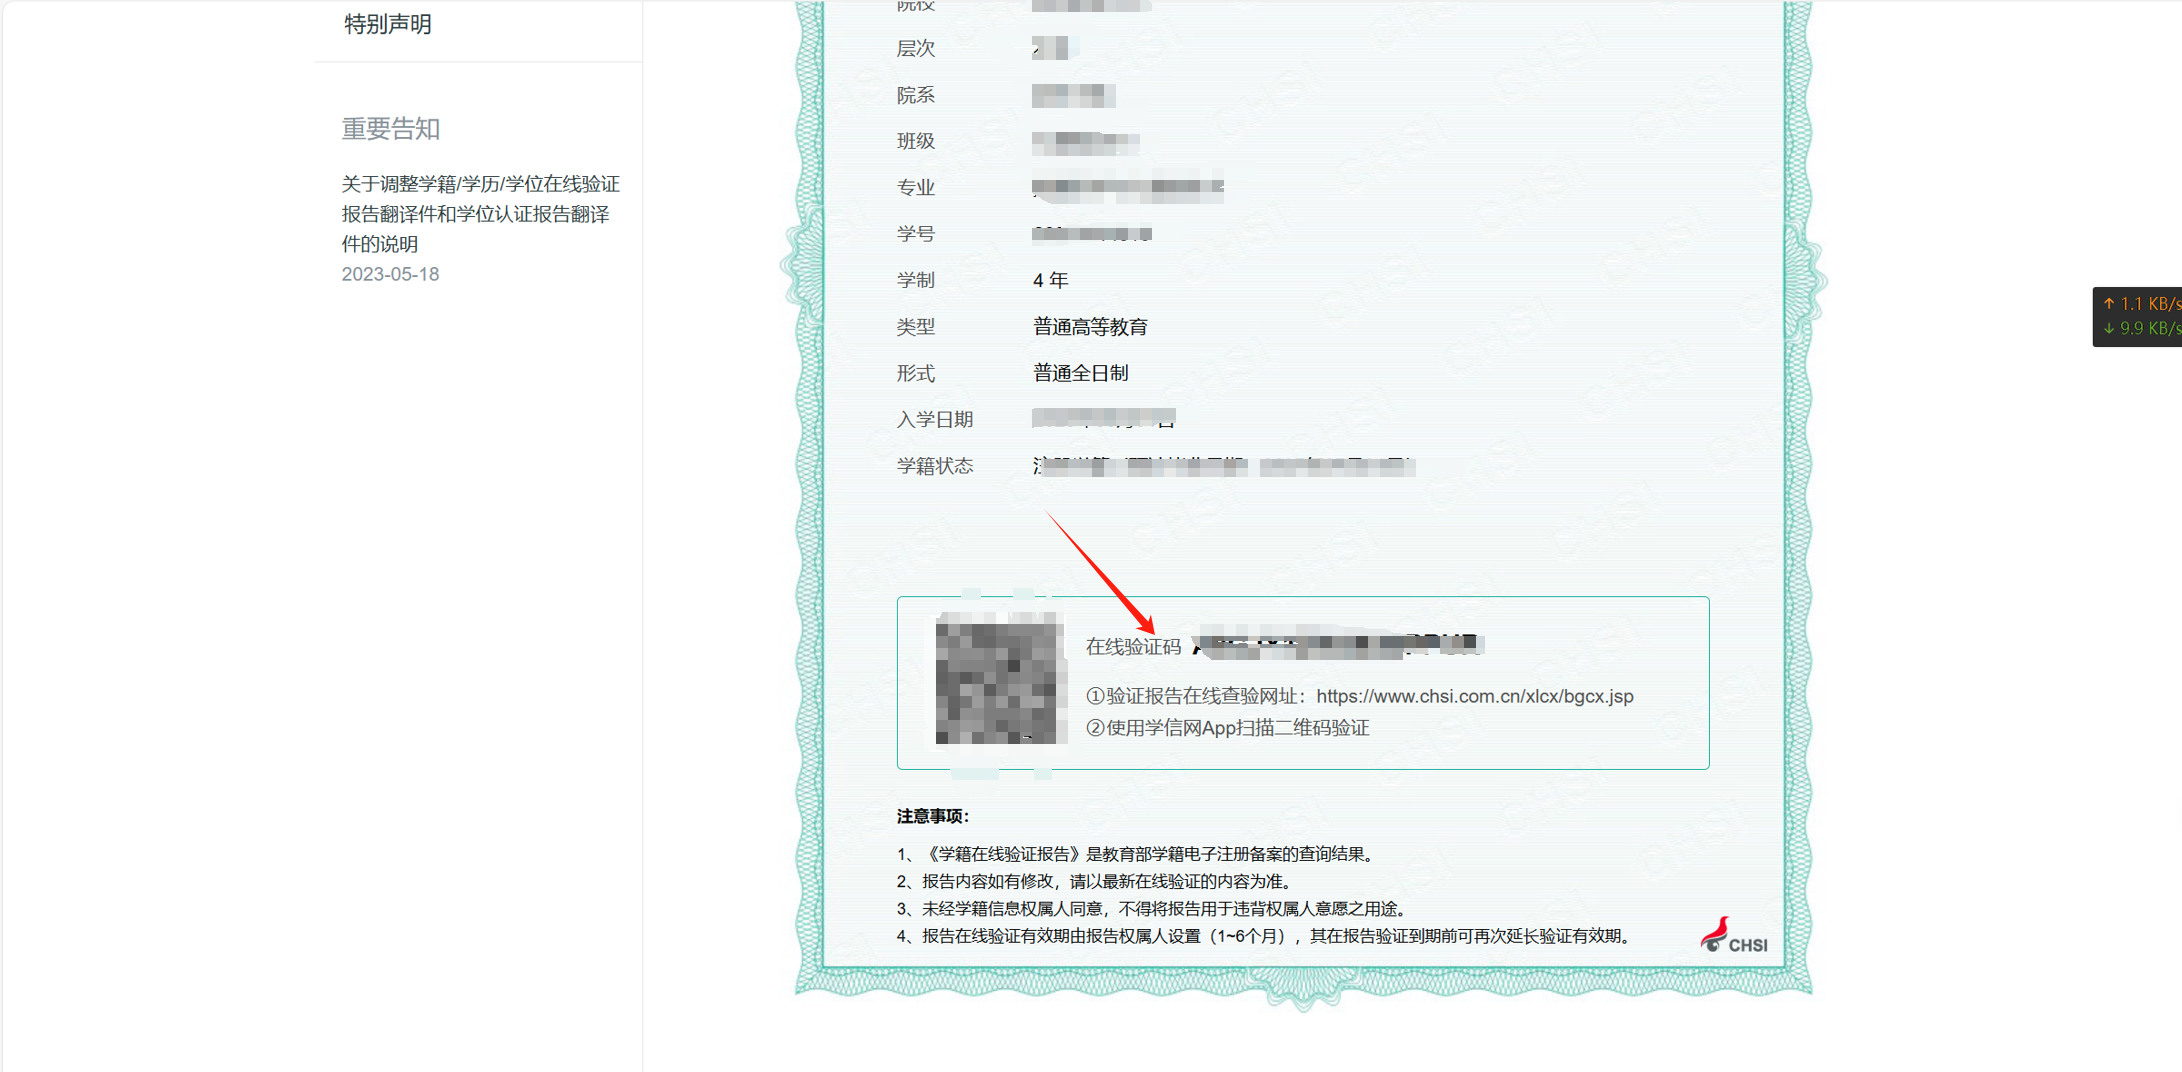 特别声明
重要告知
关于调整学籍/学历/学位在线验证
报告翻译件和学位认证报告翻译
件的说明
2023-05-18
院校
层次
院系
班级
专业
学号
学制 4 年
类型 普通高等教育
形式 普通全日制
入学日期
学籍状态
在线验证码
①验证报告在线查验网址：https://www.chsi.com.cn/xlcx/bgcx.jsp
②使用学信网App扫描二维码验证
注意事项：
1、《学籍在线验证报告》是教育部学籍电子注册备案的查询结果。
2、报告内容如有修改，请以最新在线验证的内容为准。
3、未经学籍信息权属人同意，不得将报告用于违背权属人意愿之用途。
4、报告在线验证有效期由报告权属人设置（1~6个月），其在报告验证到期前可再次延长验证有效期。
CHSI
↑ 1.1 KB/s
↓ 9.9 KB/s